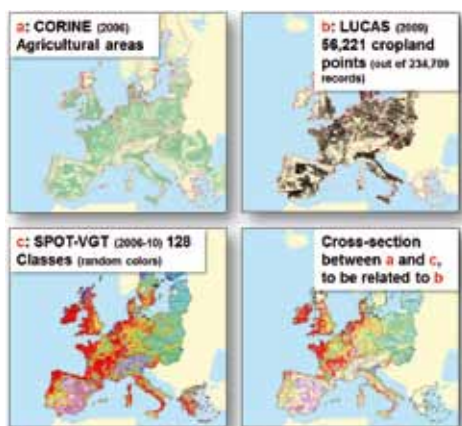 a: CORINE (2006)
Agricultural areas
b: LUCAS (2009)
56,221 cropland
points (out of 234,709
records)
c: SPOT-VGT (2006-10) 128
Classes (random colors)
Cross-section
between a and c,
to be related to b